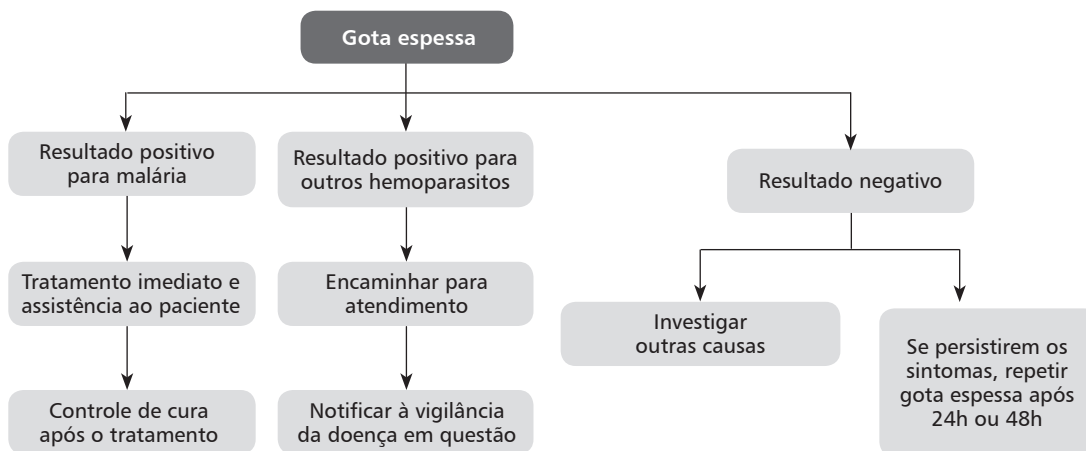 Gota espessa
Resultado positivo
para malária
Resultado positivo para
outros hemoparasitos
Resultado negativo
Tratamento imediato e
assistência ao paciente
Encaminhar para
atendimento
Investigar
outras causas
Se persistirem os
sintomas, repetir
gota espessa após
24h ou 48h
Controle de cura
após o tratamento
Notificar à vigilância
da doença em questão